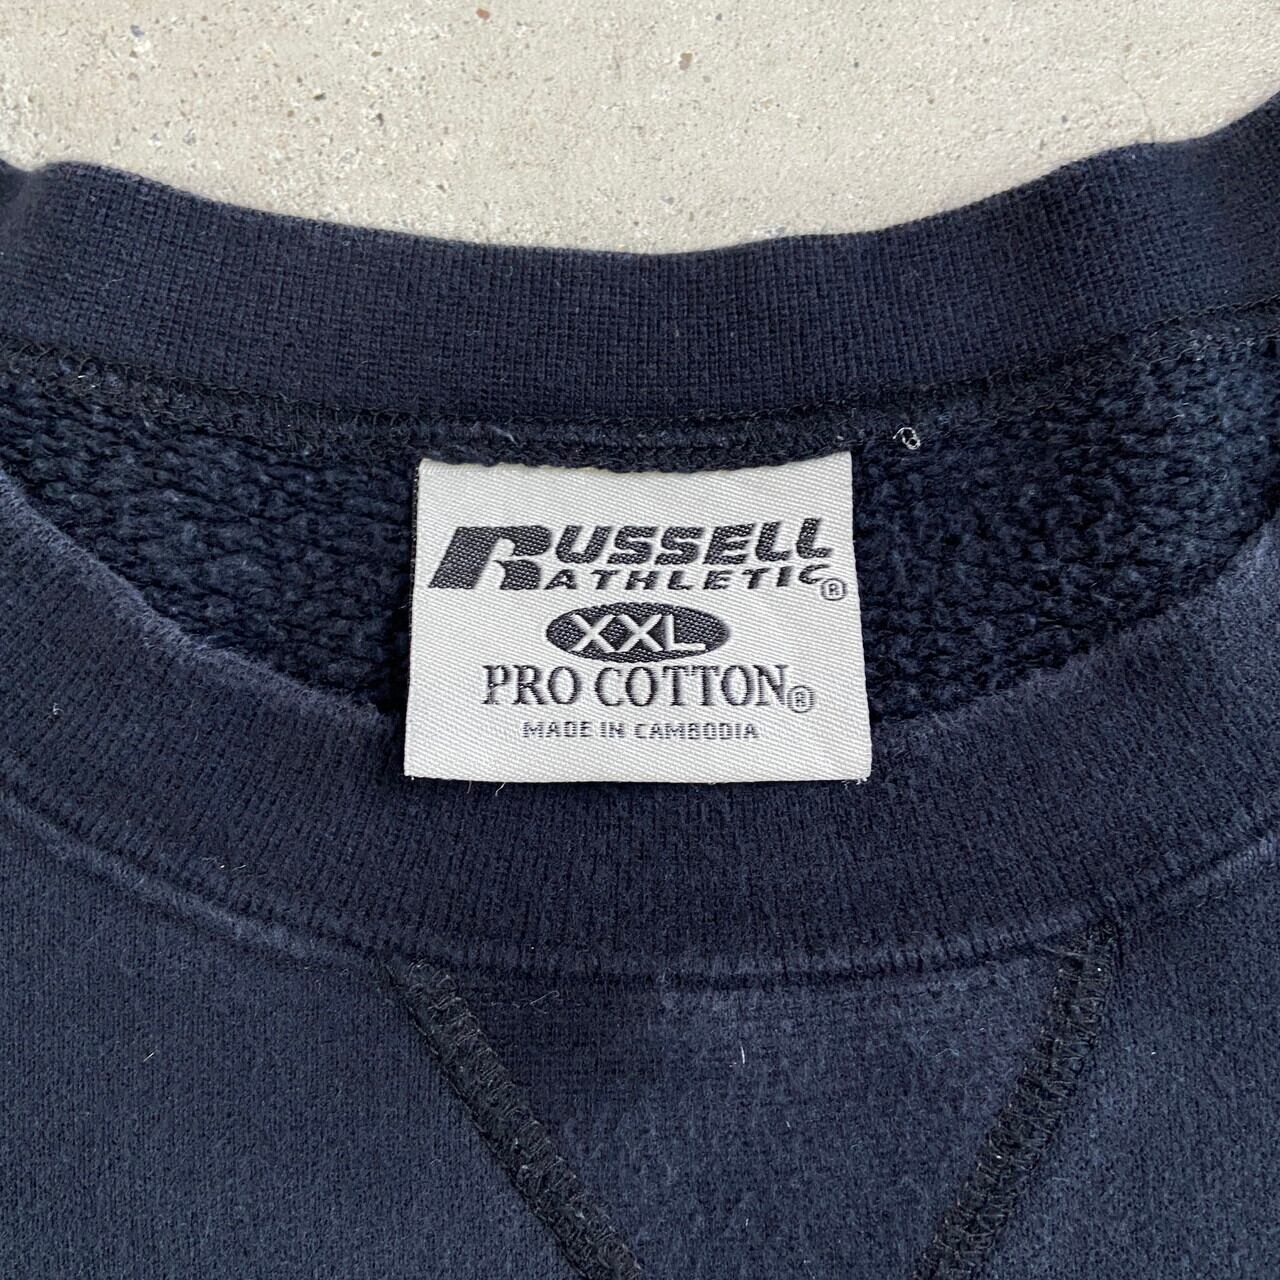 RUSSELL
ATHLETIC®
XXL
PRO COTTON®
MADE IN CAMBODIA